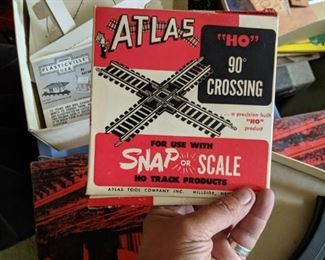 PLASTICVILLE
ATLAS
"HO"
90°
CROSSING
... a precision built
"HO"
product
FOR USE WITH
SNAP OR SCALE
HO TRACK PRODUCTS
ATLAS TOOL COMPANY INC. HILLSIDE,